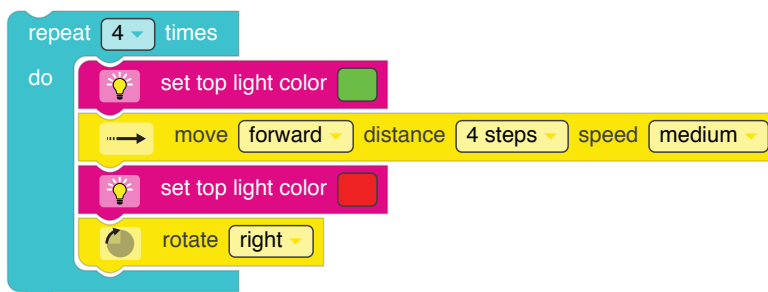 repeat 4 times
do
set top light color
move forward distance 4 steps speed medium
set top light color
rotate right